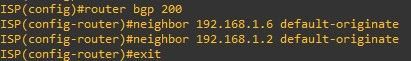 ISP(config)#router bgp 200
ISP(config-router)#neighbor 192.168.1.6 default-originate
ISP(config-router)#neighbor 192.168.1.2 default-originate
ISP(config-router)#exit